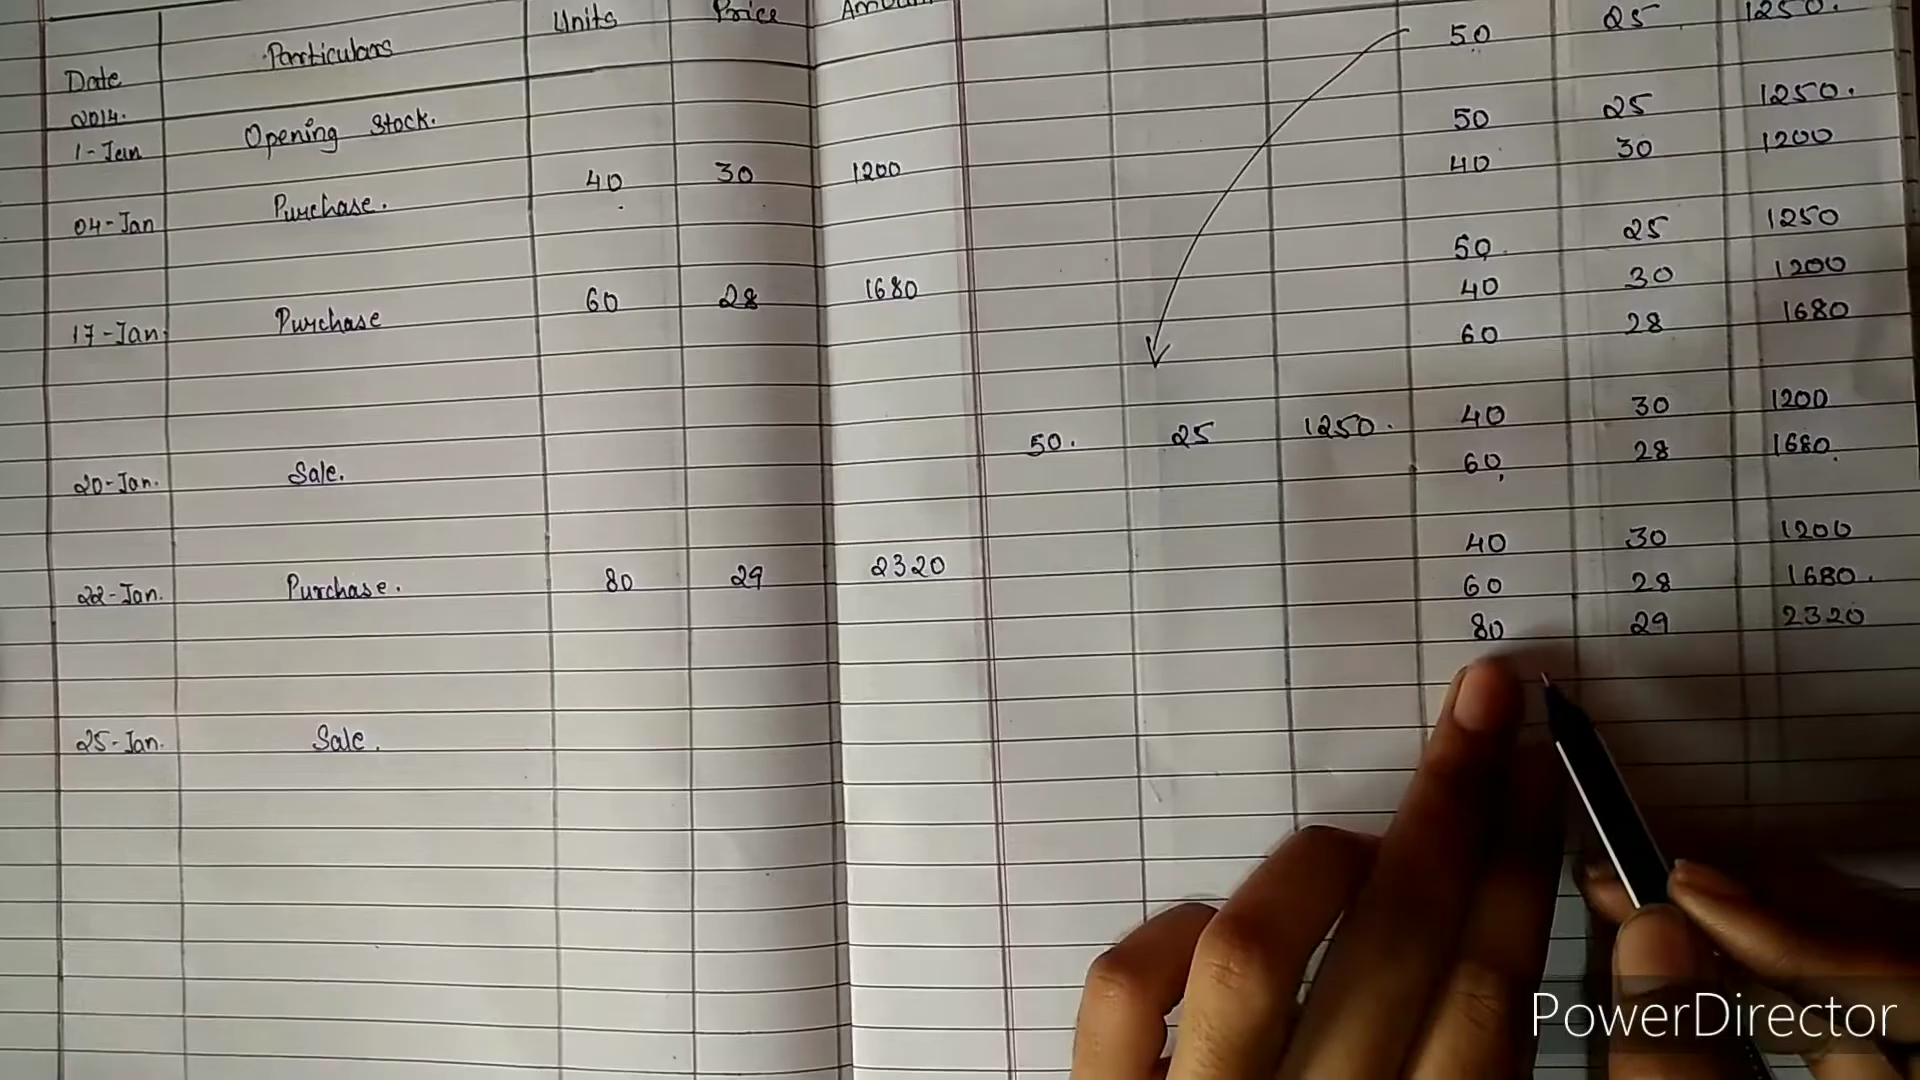 Units Price 50 25 1250.
Date Particulars
2014.
1-Jan Opening Stock. 50 25 1250.
40 30 1200 40 30 1200
04-Jan Purchase.
50 25 1250
60 28 1680 40 30 1200
17-Jan Purchase 60 28 1680
50. 25 1250. 40 30 1200
20-Jan. Sale. 60 28 1680
40 30 1200
22-Jan. Purchase. 80 29 2320 60 28 1680.
80 29 2320
25-Jan. Sale.
PowerDirector